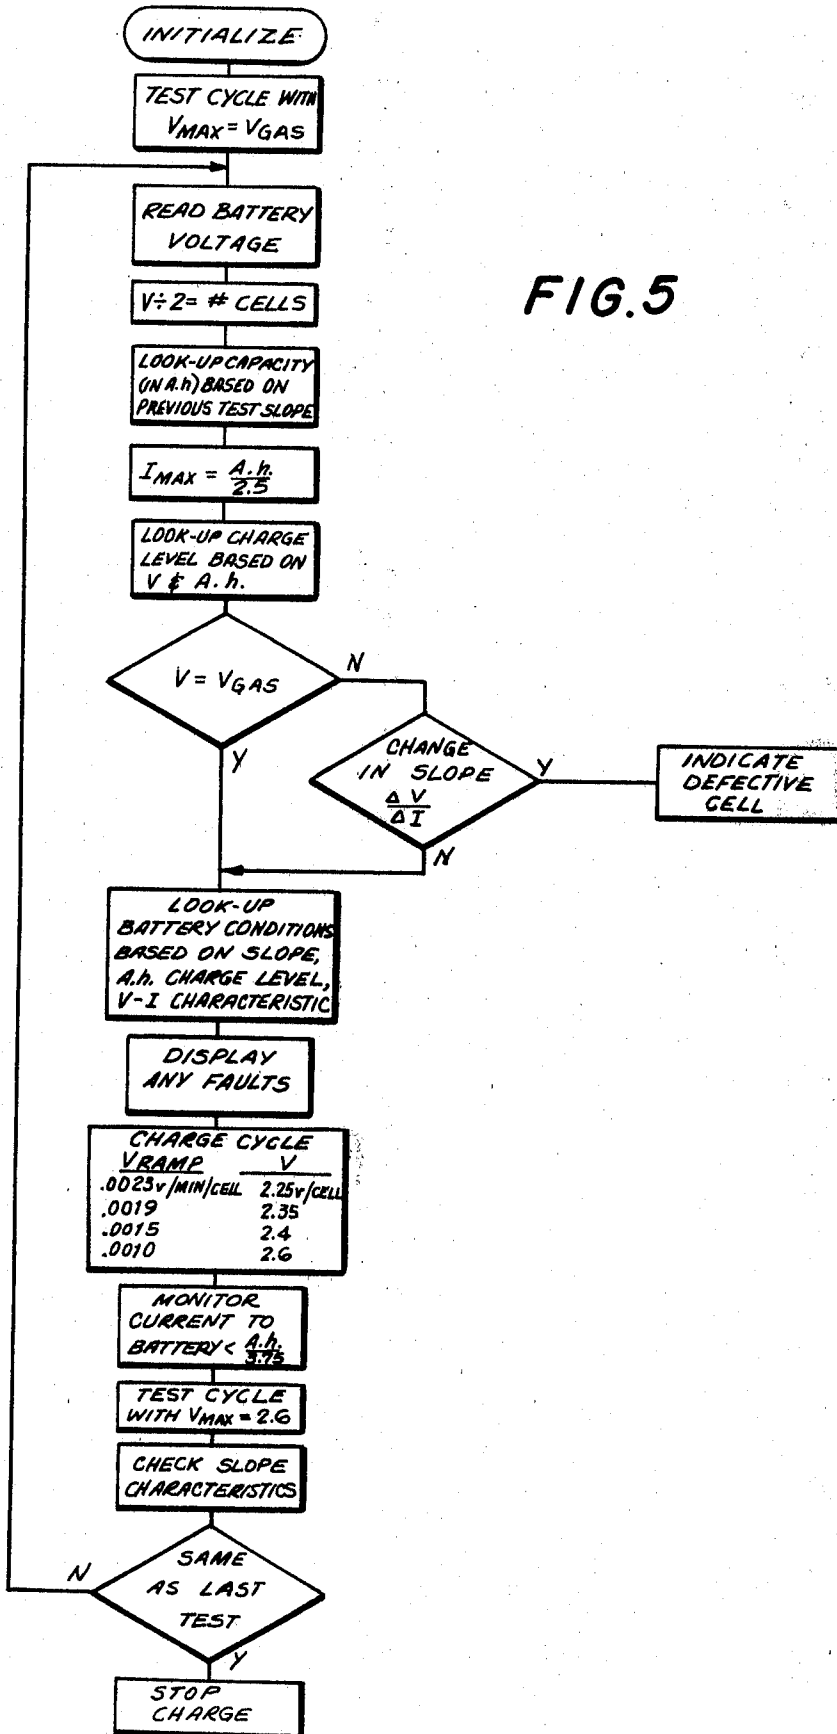 INITIALIZE
TEST CYCLE WITH
VMAX = VGAS
READ BATTERY
VOLTAGE
FIG.5
V÷2= # CELLS
LOOK-UP CAPACITY
(IN A.h) BASED ON
PREVIOUS TEST SLOPE
IMAX = A.h.
2.5
LOOK-UP CHARGE
LEVEL BASED ON
V & A.h.
V = VGAS
N
Y
CHANGE
IN SLOPE
Δ V
Δ I
Y
N
INDICATE
DEFECTIVE
CELL
LOOK-UP
BATTERY CONDITIONS
BASED ON SLOPE,
A.h. CHARGE LEVEL,
V-I CHARACTERISTIC
DISPLAY
ANY FAULTS
CHARGE CYCLE
VRAMP V
.0023v/MIN/CELL 2.25v/CELL
.0019 2.35
.0015 2.4
.0010 2.6
MONITOR
CURRENT TO
BATTERY < A.h.
3.75
TEST CYCLE
WITH VMAX = 2.6
CHECK SLOPE
CHARACTERISTICS
N
SAME
AS LAST
TEST
Y
STOP
CHARGE